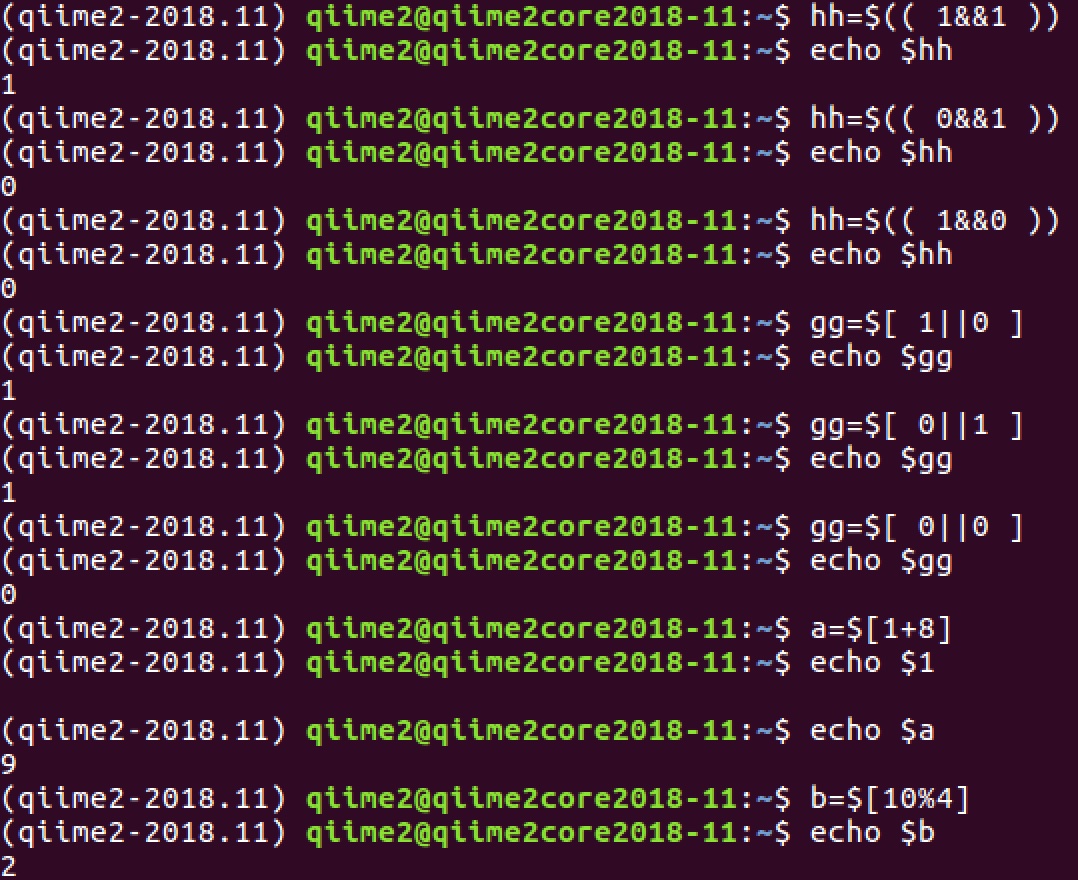 (qiime2-2018.11) qiime2@qiime2core2018-11:~$ hh=$(( 1&&1 ))
(qiime2-2018.11) qiime2@qiime2core2018-11:~$ echo $hh
1
(qiime2-2018.11) qiime2@qiime2core2018-11:~$ hh=$(( 0&&1 ))
(qiime2-2018.11) qiime2@qiime2core2018-11:~$ echo $hh
0
(qiime2-2018.11) qiime2@qiime2core2018-11:~$ hh=$(( 1&&0 ))
(qiime2-2018.11) qiime2@qiime2core2018-11:~$ echo $hh
0
(qiime2-2018.11) qiime2@qiime2core2018-11:~$ gg=$[ 1||0 ]
(qiime2-2018.11) qiime2@qiime2core2018-11:~$ echo $gg
1
(qiime2-2018.11) qiime2@qiime2core2018-11:~$ gg=$[ 0||1 ]
(qiime2-2018.11) qiime2@qiime2core2018-11:~$ echo $gg
1
(qiime2-2018.11) qiime2@qiime2core2018-11:~$ gg=$[ 0||0 ]
(qiime2-2018.11) qiime2@qiime2core2018-11:~$ echo $gg
0
(qiime2-2018.11) qiime2@qiime2core2018-11:~$ a=$[1+8]
(qiime2-2018.11) qiime2@qiime2core2018-11:~$ echo $1

(qiime2-2018.11) qiime2@qiime2core2018-11:~$ echo $a
9
(qiime2-2018.11) qiime2@qiime2core2018-11:~$ b=$[10%4]
(qiime2-2018.11) qiime2@qiime2core2018-11:~$ echo $b
2